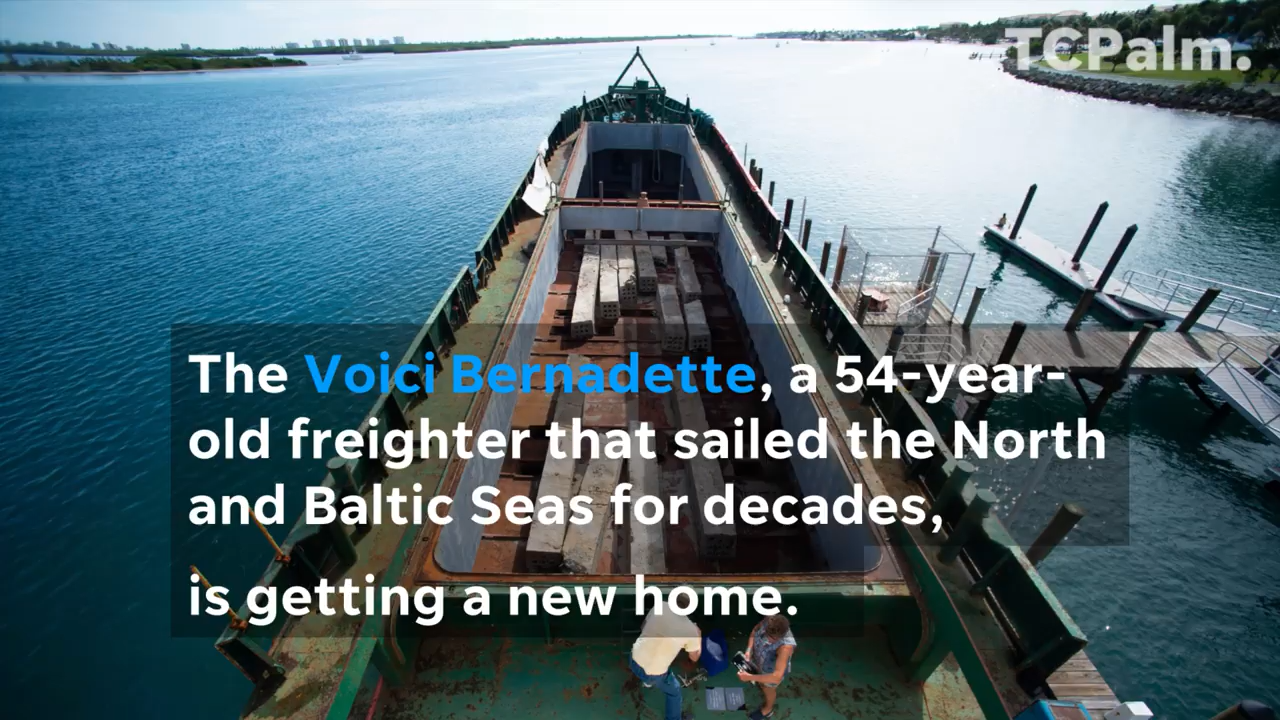 TCPalm.
The Voici Bernadette, a 54-year-
old freighter that sailed the North
and Baltic Seas for decades,
is getting a new home.